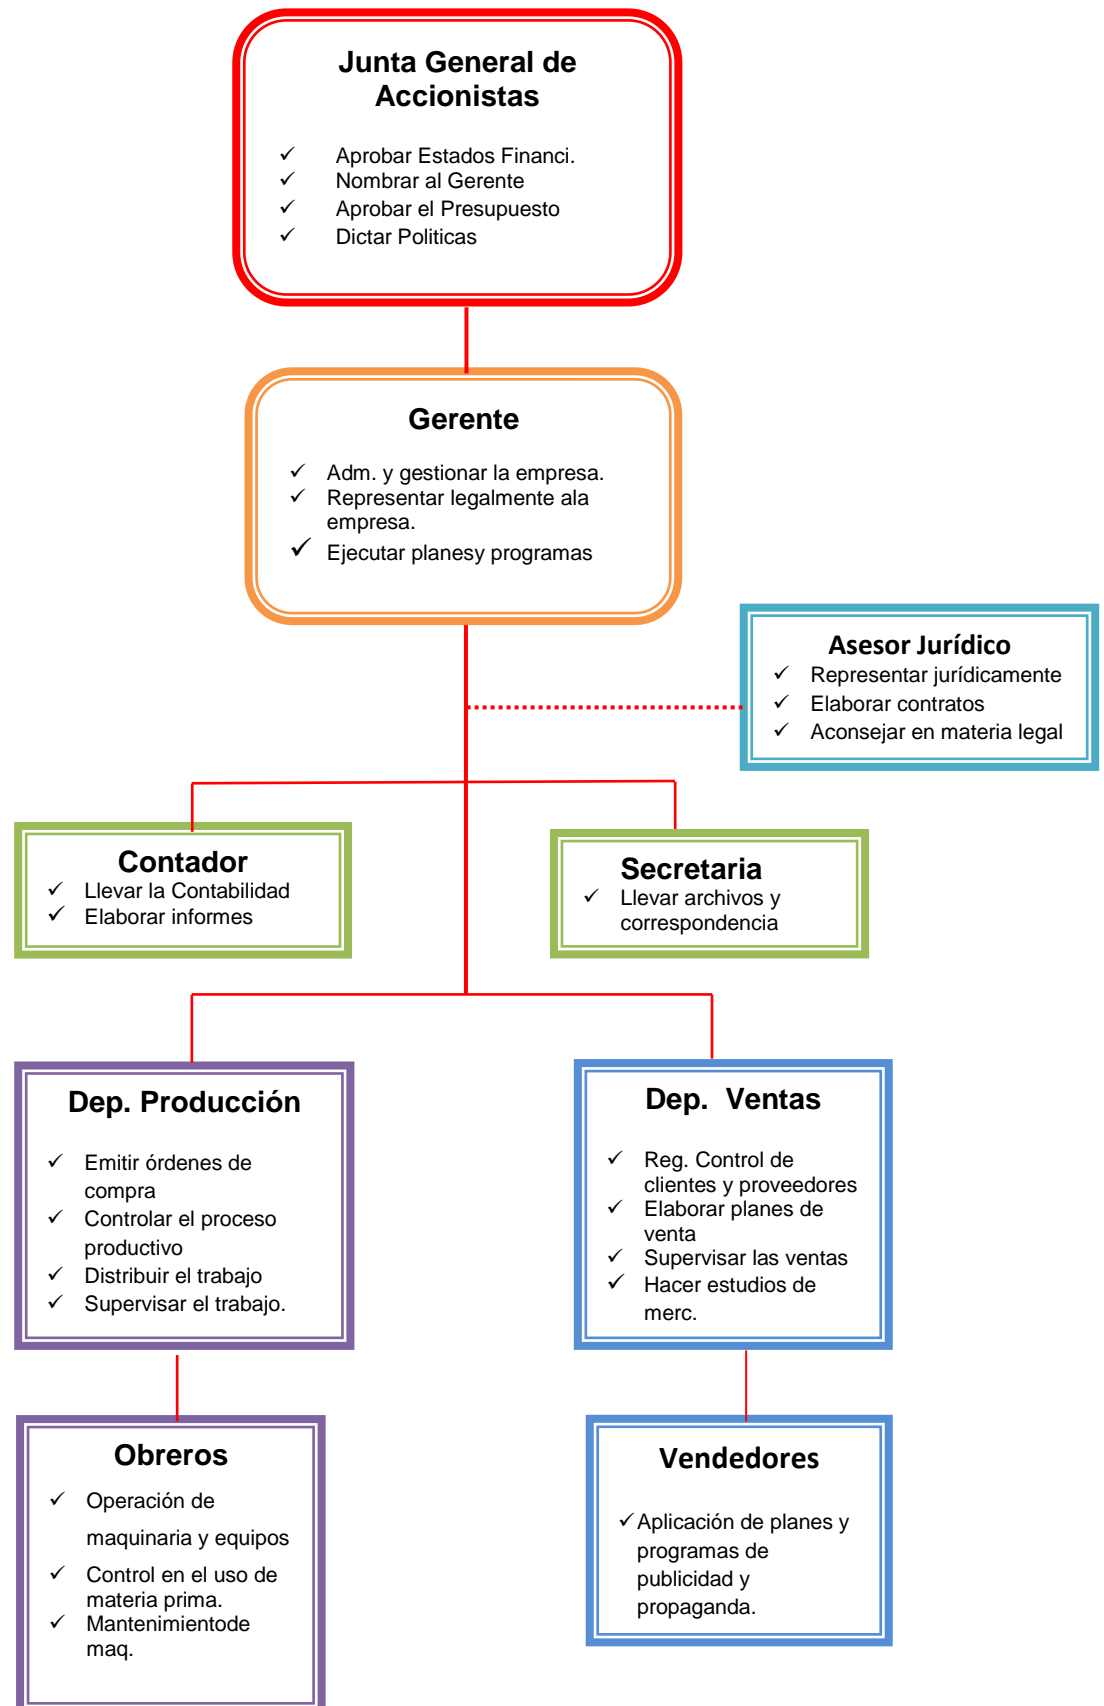 Junta General de
Accionistas
✓ Aprobar Estados Financi.
✓ Nombrar al Gerente
✓ Aprobar el Presupuesto
✓ Dictar Politicas
Gerente
✓ Adm. y gestionar la empresa.
✓ Representar legalmente ala
empresa.
✓ Ejecutar planesy programas
Asesor Jurídico
✓ Representar jurídicamente
✓ Elaborar contratos
✓ Aconsejar en materia legal
Contador
✓ Llevar la Contabilidad
✓ Elaborar informes
Secretaria
✓ Llevar archivos y
correspondencia
Dep. Producción
✓ Emitir órdenes de
compra
✓ Controlar el proceso
productivo
✓ Distribuir el trabajo
✓ Supervisar el trabajo.
Dep. Ventas
✓ Reg. Control de
clientes y proveedores
✓ Elaborar planes de
venta
✓ Supervisar las ventas
✓ Hacer estudios de
merc.
Obreros
✓ Operación de
maquinaria y equipos
✓ Control en el uso de
materia prima.
✓ Mantenimientode
maq.
Vendedores
✓ Aplicación de planes y
programas de
publicidad y
propaganda.